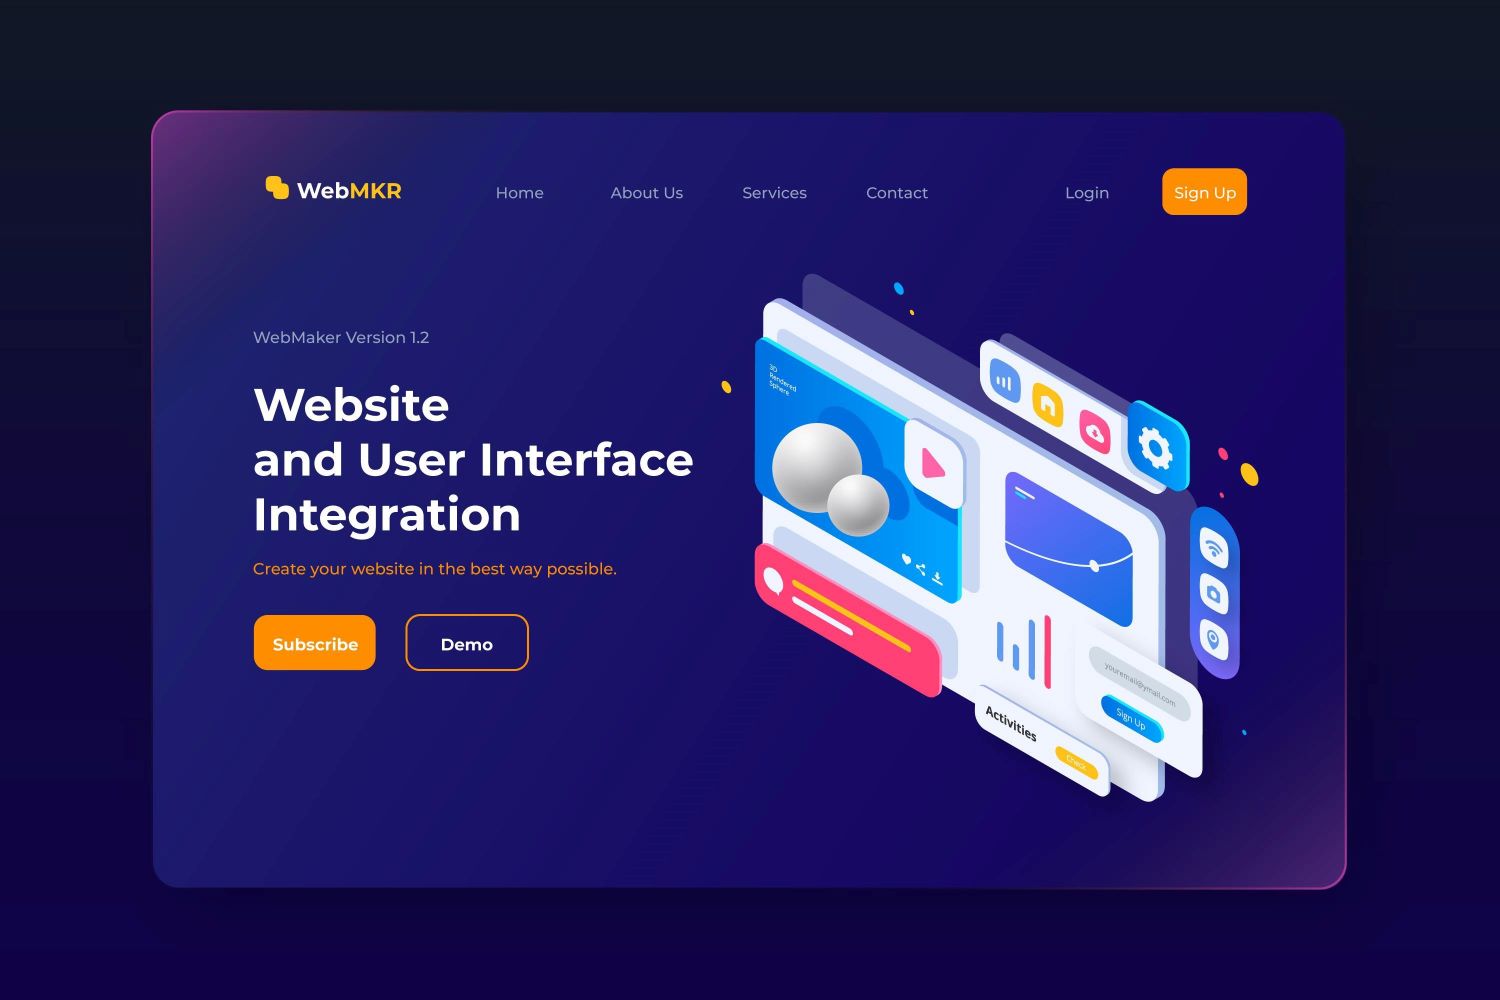 WebMKR
Home
About Us
Services
Contact
Login
Sign Up
WebMaker Version 1.2
Website
and User Interface
Integration
Create your website in the best way possible.
Subscribe
Demo
3D
Rendered
Sphere
youremail@ymail.com
Sign Up
Activities
Check